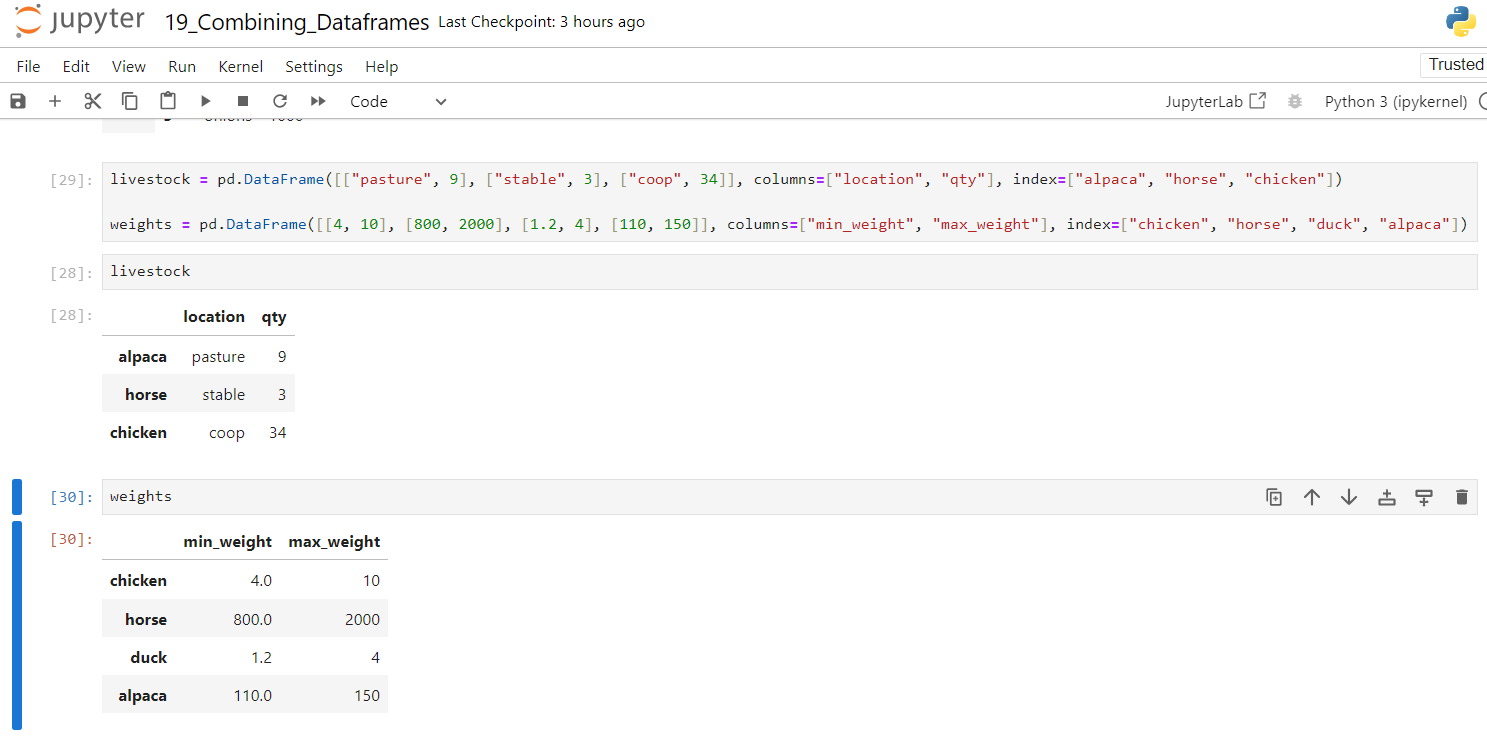 jupyter 19_Combining_Dataframes Last Checkpoint: 3 hours ago
File Edit View Run Kernel Settings Help Trusted
Code JupyterLab Python 3 (ipykernel)
[29]: livestock = pd.DataFrame([["pasture", 9], ["stable", 3], ["coop", 34]], columns=["location", "qty"], index=["alpaca", "horse", "chicken"])
weights = pd.DataFrame([[4, 10], [800, 2000], [1.2, 4], [110, 150]], columns=["min_weight", "max_weight"], index=["chicken", "horse", "duck", "alpaca"])
[28]: livestock
[28]: location qty
alpaca pasture 9
horse stable 3
chicken coop 34
[30]: weights
[30]: min_weight max_weight
chicken 4.0 10
horse 800.0 2000
duck 1.2 4
alpaca 110.0 150